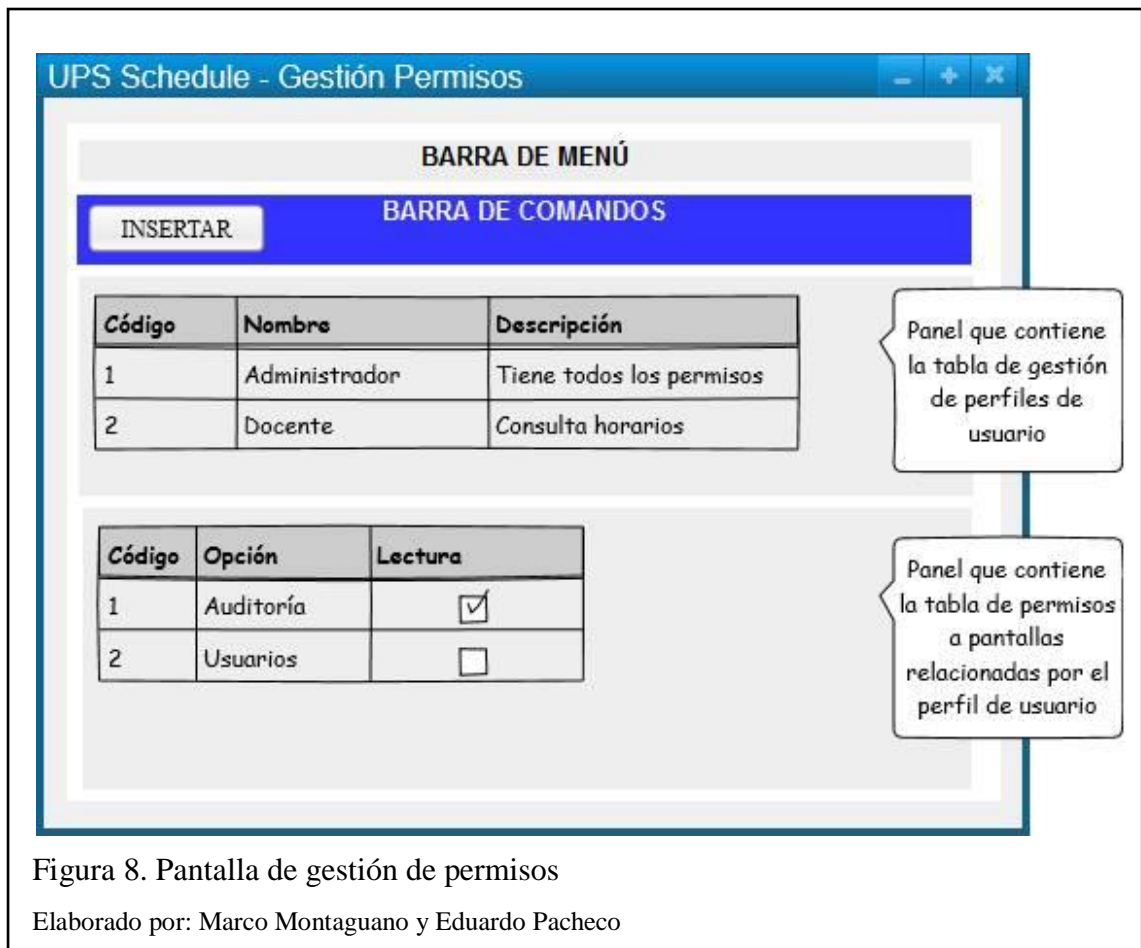 UPS Schedule - Gestión Permisos
BARRA DE MENÚ
BARRA DE COMANDOS
INSERTAR
Código Nombre Descripción
1 Administrador Tiene todos los permisos
2 Docente Consulta horarios
Panel que contiene
la tabla de gestión
de perfiles de
usuario
Código Opción Lectura
1 Auditoría
2 Usuarios
Panel que contiene
la tabla de permisos
a pantallas
relacionadas por el
perfil de usuario
Figura 8. Pantalla de gestión de permisos
Elaborado por: Marco Montaguano y Eduardo Pacheco